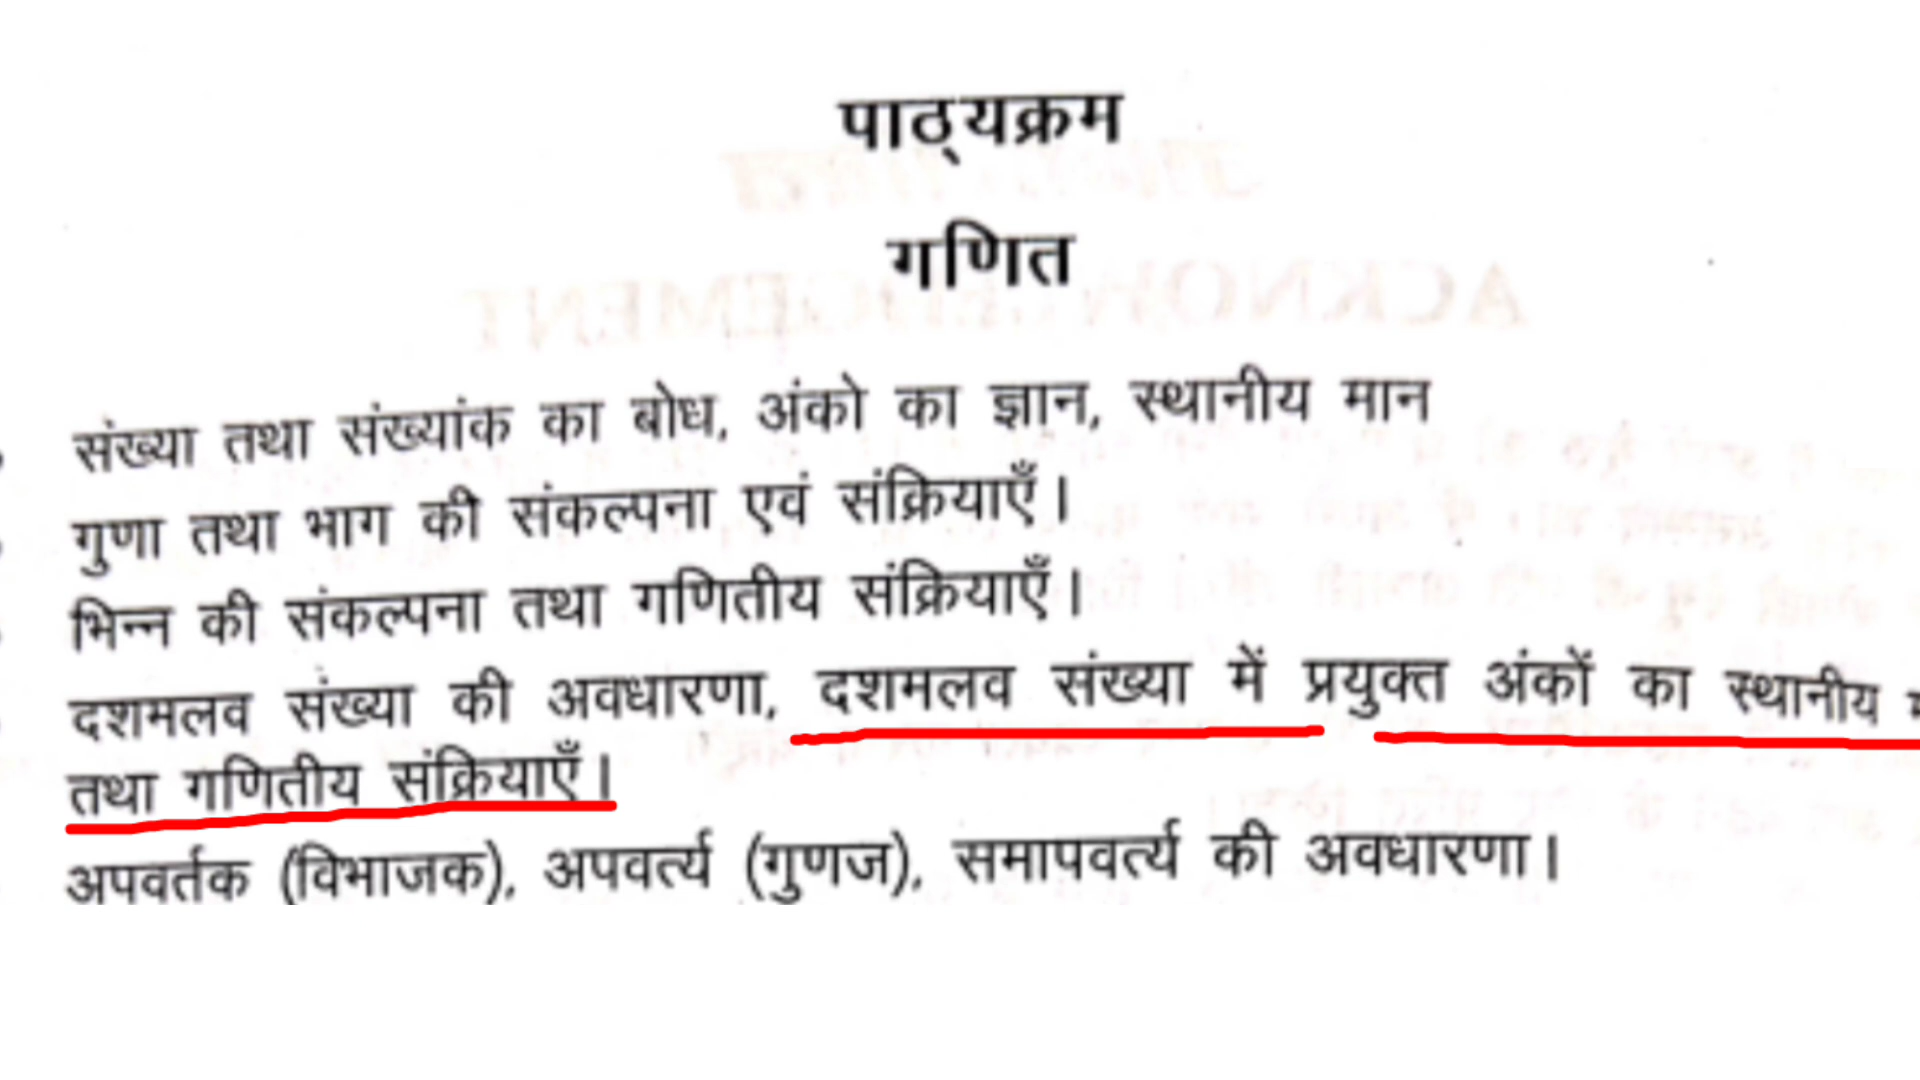 पाठ्यक्रम
गणित
संख्या तथा संख्यांक का बोध, अंको का ज्ञान, स्थानीय मान
गुणा तथा भाग की संकल्पना एवं संक्रियाएँ।
भिन्न की संकल्पना तथा गणितीय संक्रियाएँ।
दशमलव संख्या की अवधारणा, दशमलव संख्या में प्रयुक्त अंकों का स्थानीय
तथा गणितीय संक्रियाएँ।
अपवर्तक (विभाजक), अपवर्त्य (गुणज), समापवर्त्य की अवधारणा।